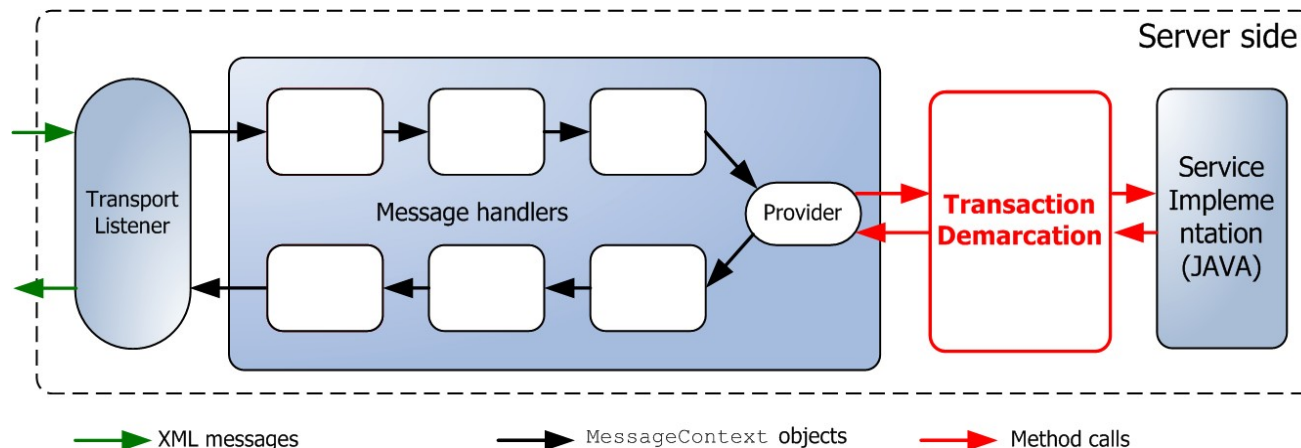 Server side
Transport
Listener
Message handlers
Provider
Transaction
Demarcation
Service
Impleme
ntation
(JAVA)
XML messages
MessageContext objects
Method calls